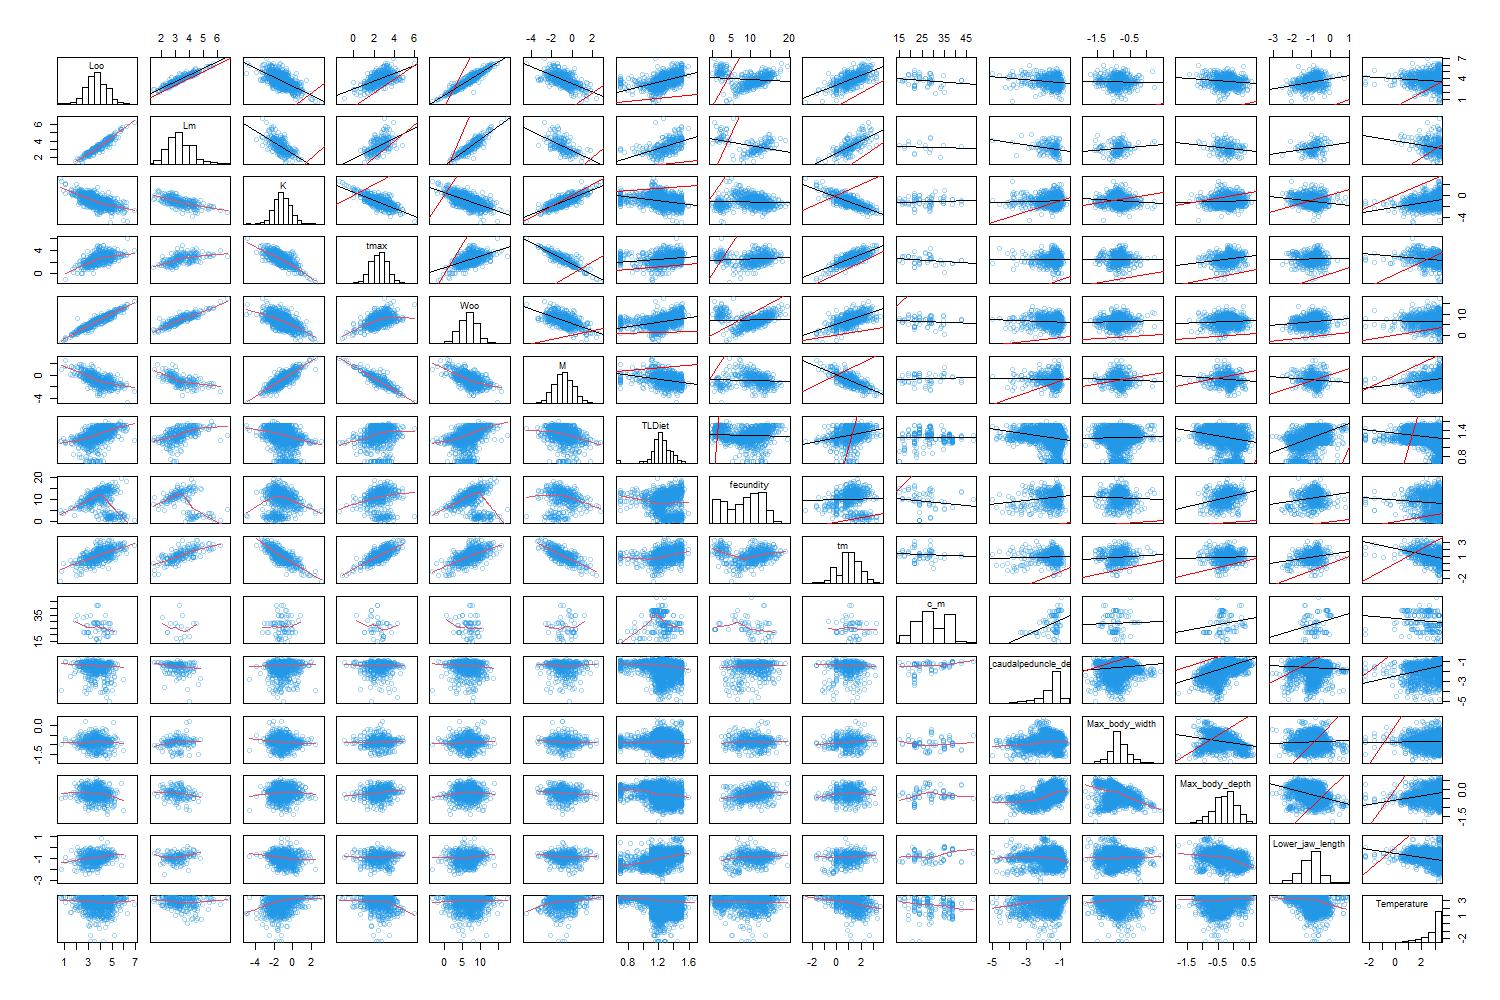 2 3 4 5 6 0 2 4 6 -4 -2 0 2 0 5 10 20 15 25 35 45 -1.5 -0.5 -3 -2 -1 0 1
Loo
1 4 7
2 4 6
Lm
K
-4 0
0 4
tmax
Woo
0 10
-4 0
M
TLDiet
0.8 1.4
0 10 20
fecundity
tm
-2 1 3
15 35
c_m
caudalpeduncle_de
-5 -3 -1
-1.5 0.0
Max_body_width
Max_body_depth
-1.5 0.0
-3 -1 1
Lower_jaw_length
Temperature
-2 1 3
1 3 5 7 -4 -2 0 2 0 5 10 0.8 1.2 1.6 -2 0 2 -5 -3 -1 -1.5 -0.5 0.5 -2 0 2